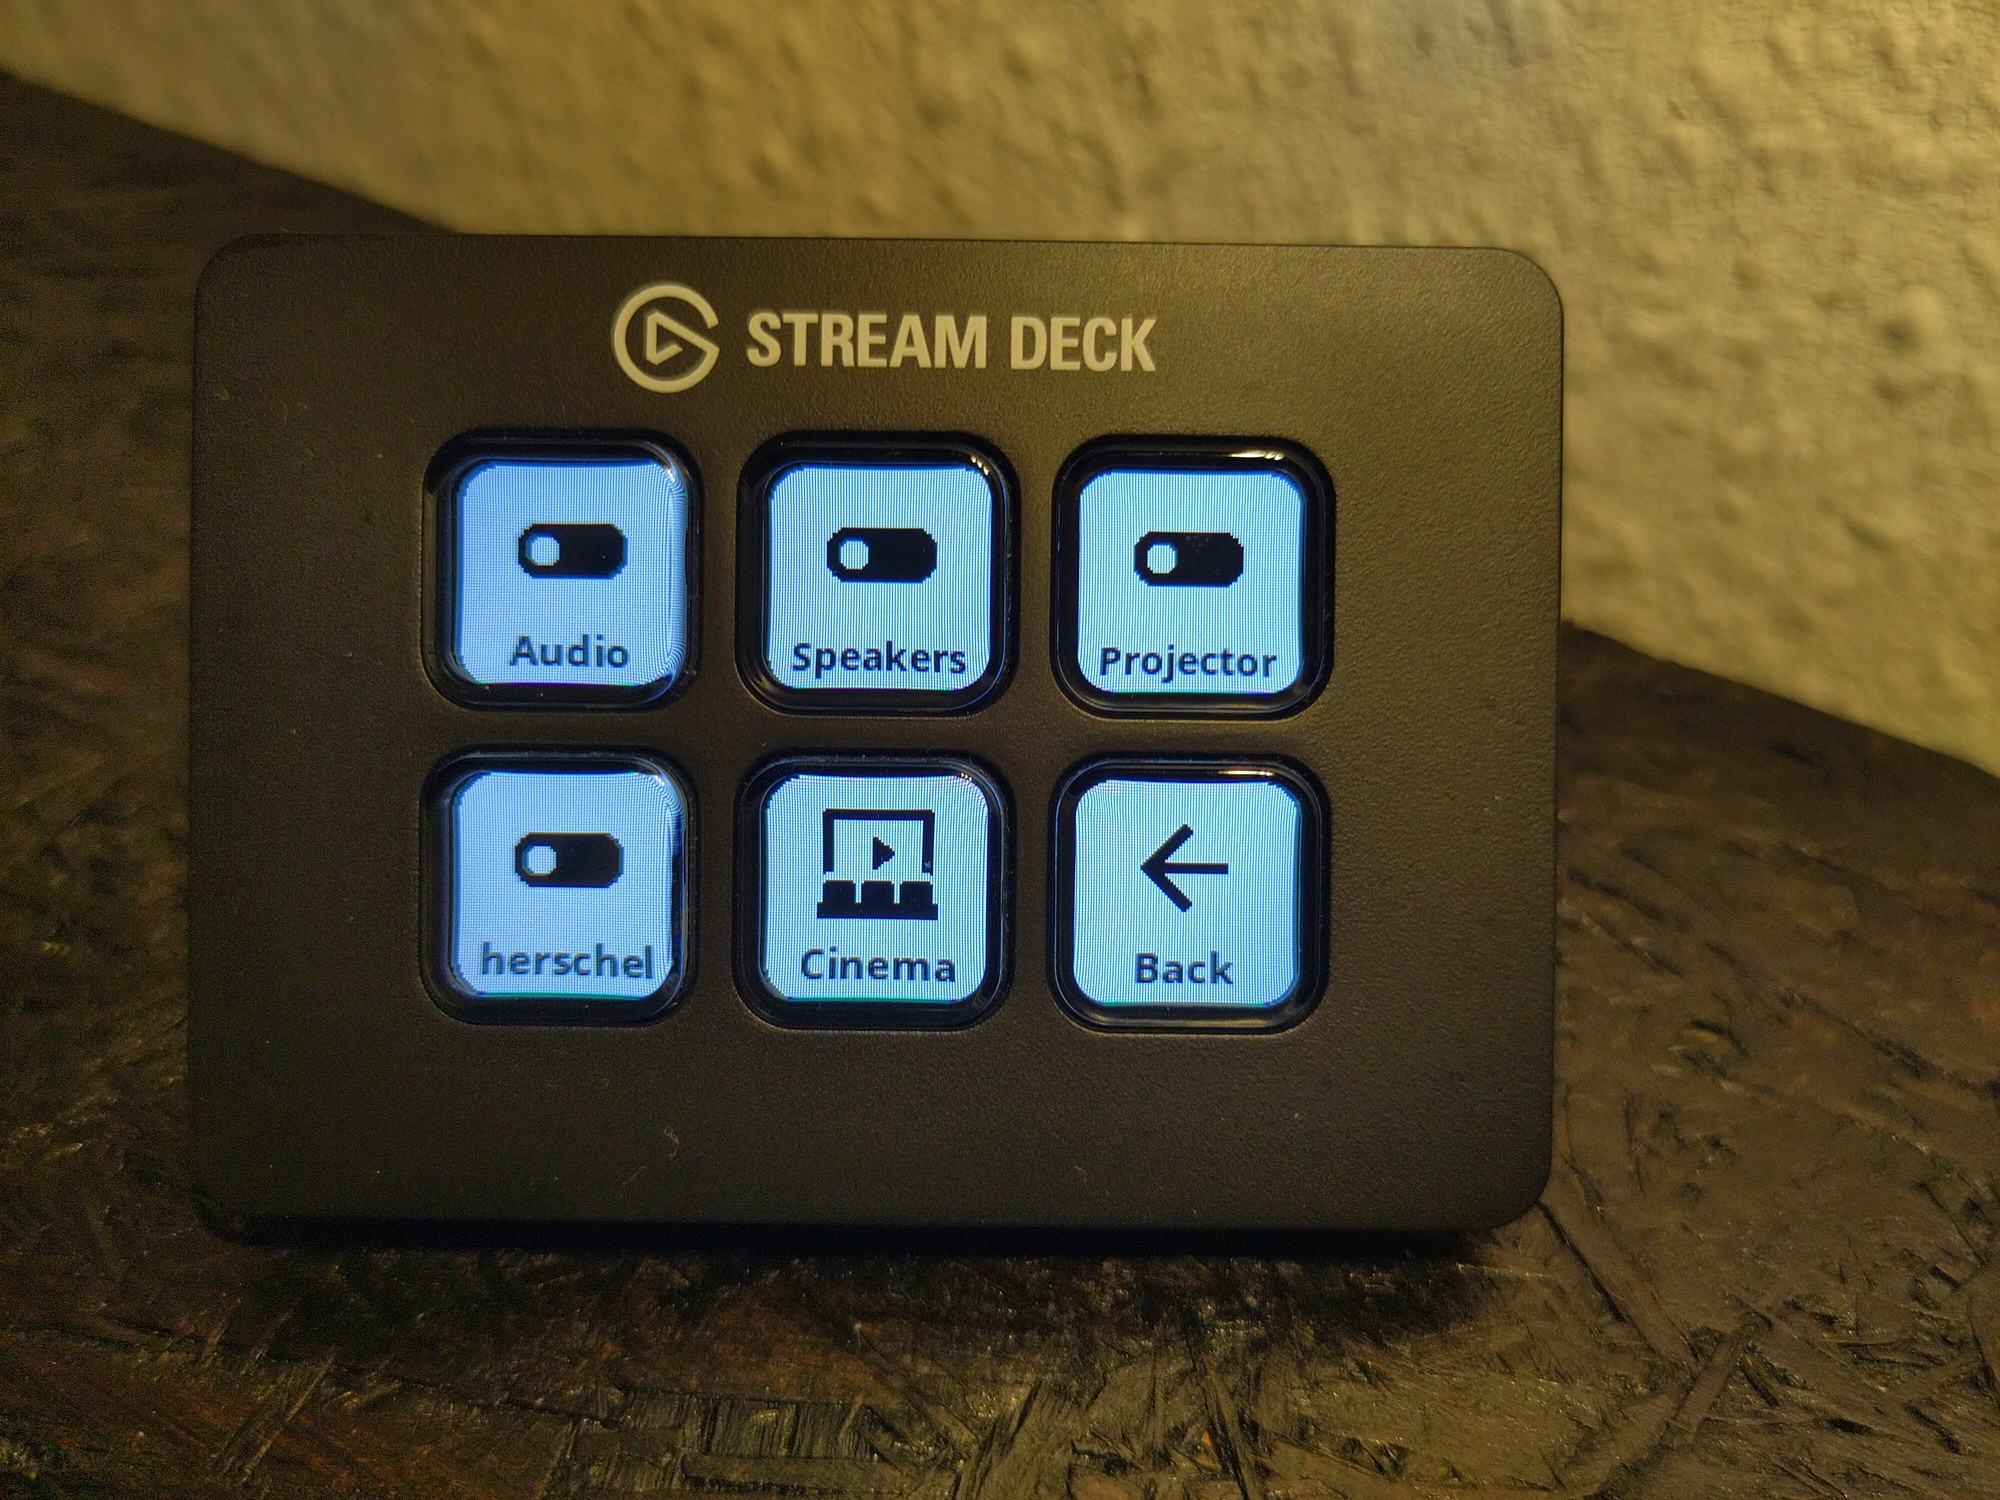 STREAM DECK
Audio
Speakers
Projector
herschel
Cinema
Back